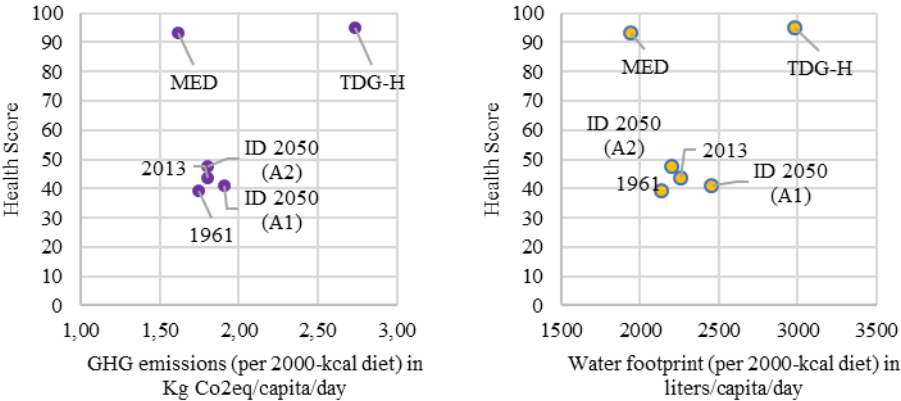 100
90
80
70
60
50
40
30
20
10
0
Health Score
MED
TDG-H
2013
ID 2050
(A2)
ID 2050
(A1)
1961
1,00
1,50
2,00
2,50
3,00
GHG emissions (per 2000-kcal diet) in
Kg Co2eq/capita/day
100
90
80
70
60
50
40
30
20
10
0
Health Score
MED
TDG-H
ID 2050
(A2)
2013
1961
ID 2050
(A1)
1500
2000
2500
3000
3500
Water footprint (per 2000-kcal diet) in
liters/capita/day